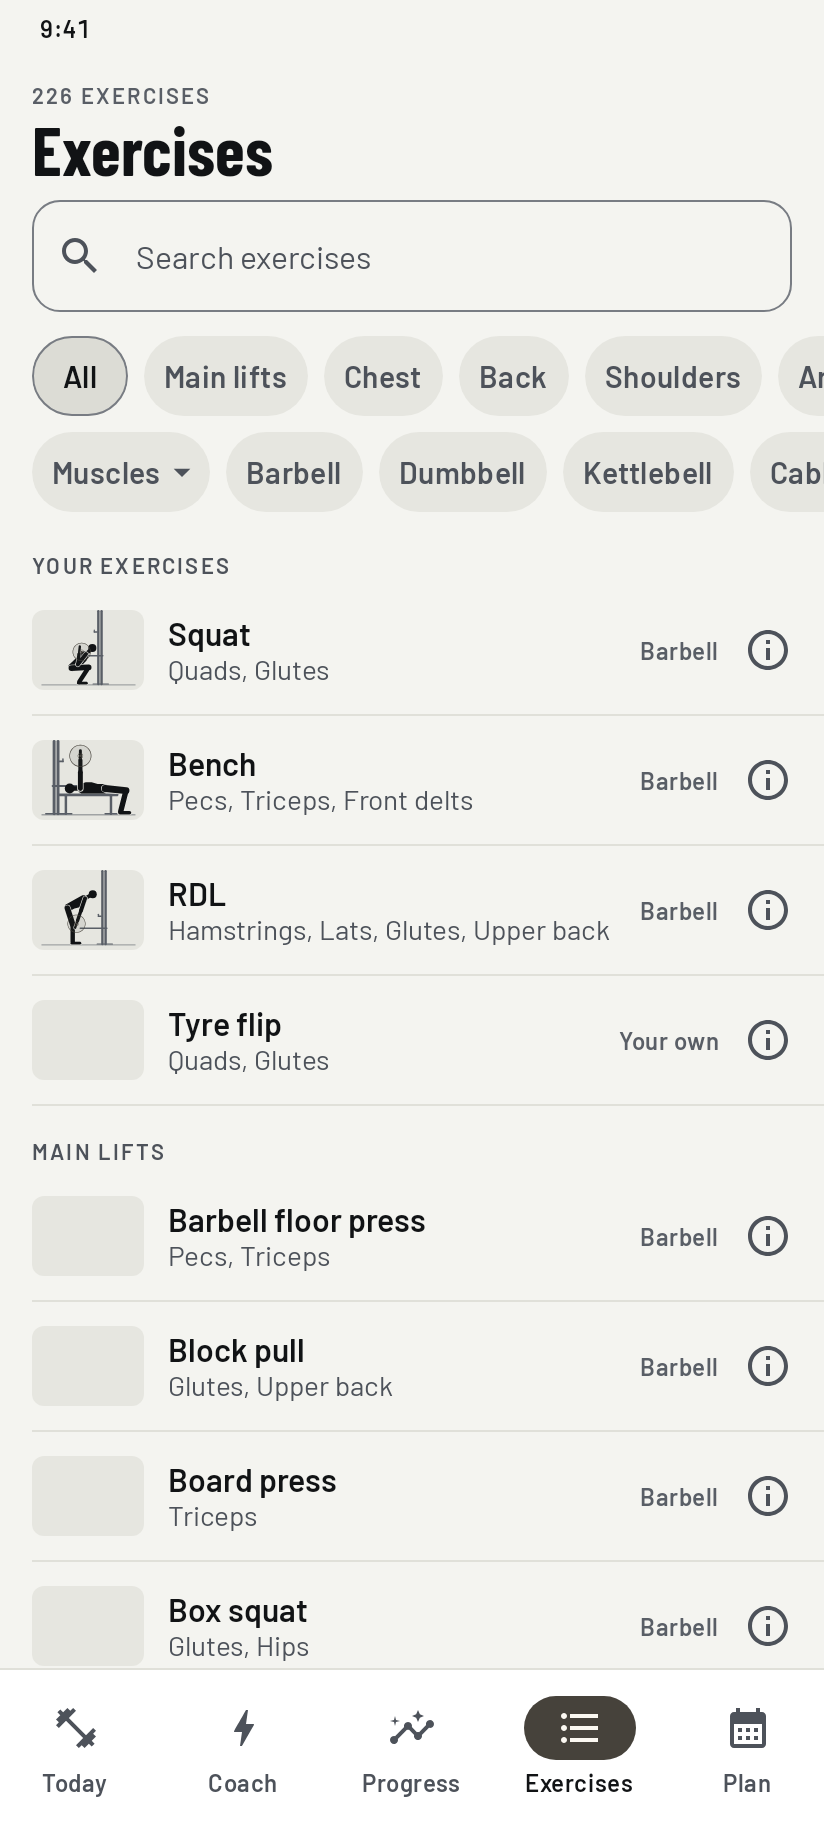 9:41
226 EXERCISES
Exercises
Search exercises
All Main lifts Chest Back Shoulders
Muscles Barbell Dumbbell Kettlebell
YOUR EXERCISES
Squat
Quads, Glutes
Barbell
Bench
Pecs, Triceps, Front delts
Barbell
RDL
Hamstrings, Lats, Glutes, Upper back
Barbell
Tyre flip
Quads, Glutes
Your own
MAIN LIFTS
Barbell floor press
Pecs, Triceps
Barbell
Block pull
Glutes, Upper back
Barbell
Board press
Triceps
Barbell
Box squat
Glutes, Hips
Barbell
Today Coach Progress Exercises Plan